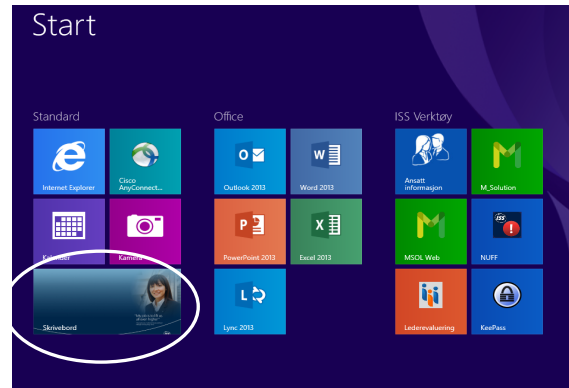 Start
Standard
Office
ISS Verktøy
Internet Explorer
Cisco
AnyConnect...
Outlook 2013
Word 2013
Ansatt
informasjon
M_Solution
Kalender
Kamera
PowerPoint 2013
Excel 2013
MSOL Web
ISS
NUFF
Skrivebord
Lync 2013
Lederevaluering
KeePass